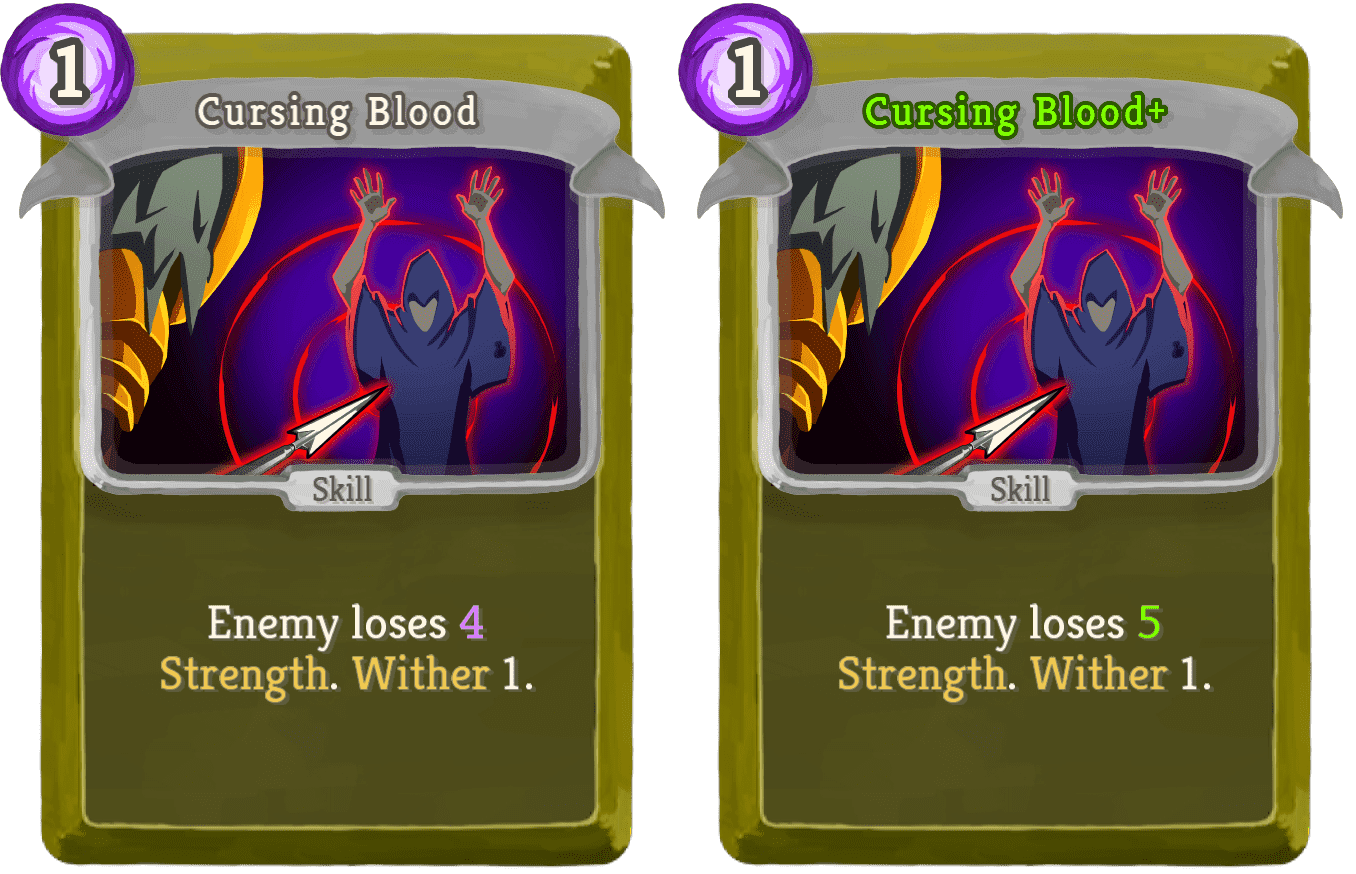 1
Cursing Blood
Skill
Enemy loses 4
Strength. Wither 1.
1
Cursing Blood+
Skill
Enemy loses 5
Strength. Wither 1.